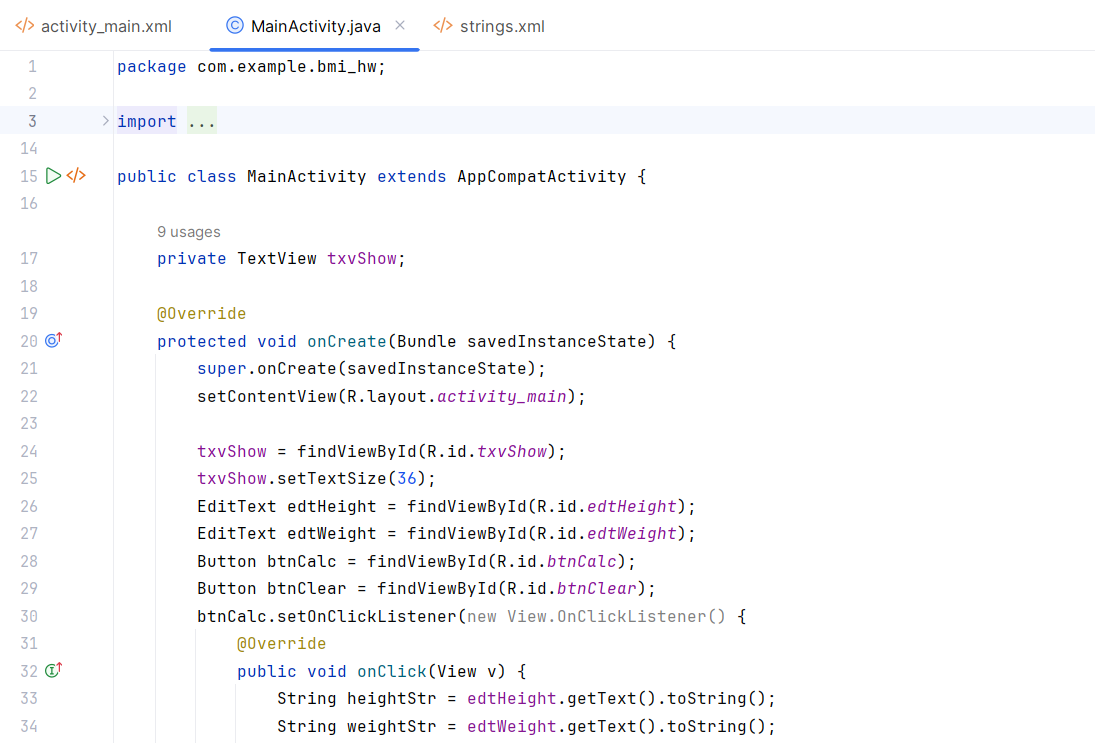 activity_main.xml MainActivity.java strings.xml
1 package com.example.bmi_hw;
2
3 import ...
14
15 public class MainActivity extends AppCompatActivity {
16
9 usages
17 private TextView txvShow;
18
19 @Override
20 protected void onCreate(Bundle savedInstanceState) {
21 super.onCreate(savedInstanceState);
22 setContentView(R.layout.activity_main);
23
24 txvShow = findViewById(R.id.txvShow);
25 txvShow.setTextSize(36);
26 EditText edtHeight = findViewById(R.id.edtHeight);
27 EditText edtWeight = findViewById(R.id.edtWeight);
28 Button btnCalc = findViewById(R.id.btnCalc);
29 Button btnClear = findViewById(R.id.btnClear);
30 btnCalc.setOnClickListener(new View.OnClickListener() {
31 @Override
32 public void onClick(View v) {
33 String heightStr = edtHeight.getText().toString();
34 String weightStr = edtWeight.getText().toString();